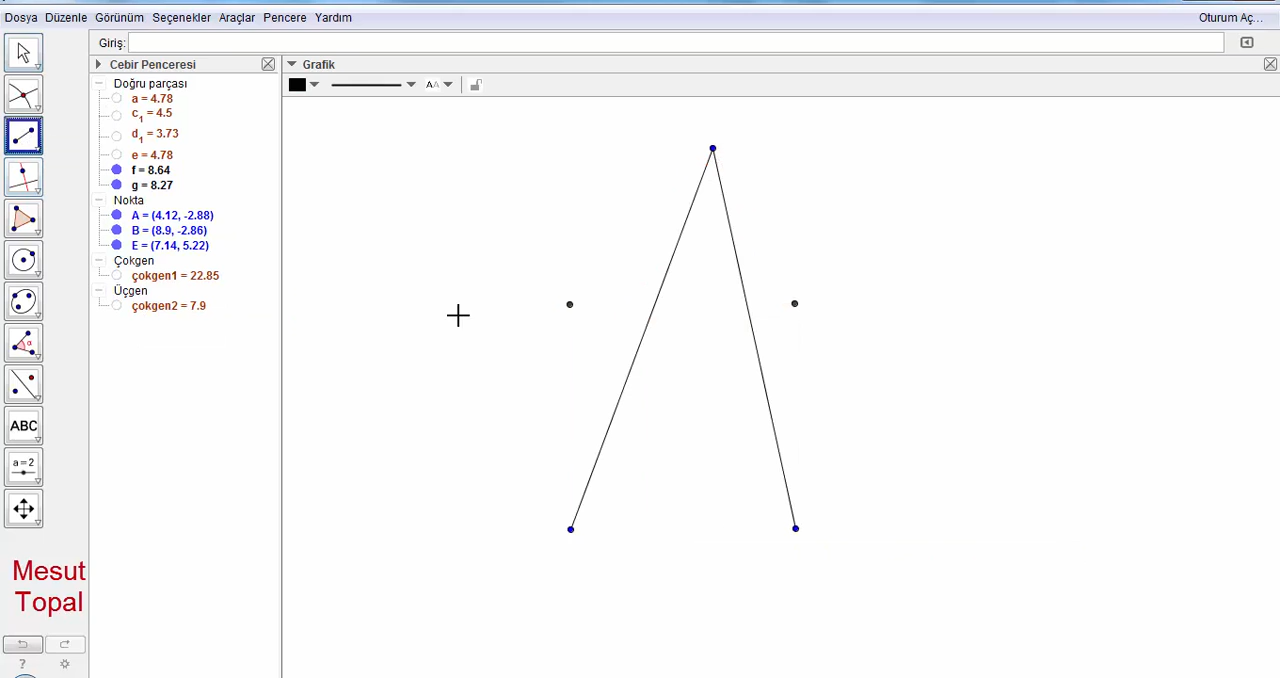 Dosya Düzenle Görünüm Seçenekler Araçlar Pencere Yardım Oturum Aç...
Giriş:
Cebir Penceresi
Grafik
AA
Doğru parçası
a = 4.78
c1 = 4.5
d1 = 3.73
e = 4.78
f = 8.64
g = 8.27
Nokta
A = (4.12, -2.88)
B = (8.9, -2.86)
E = (7.14, 5.22)
Çokgen
çokgen1 = 22.85
Üçgen
çokgen2 = 7.9
α
ABC
a=2
Mesut
Topal
?